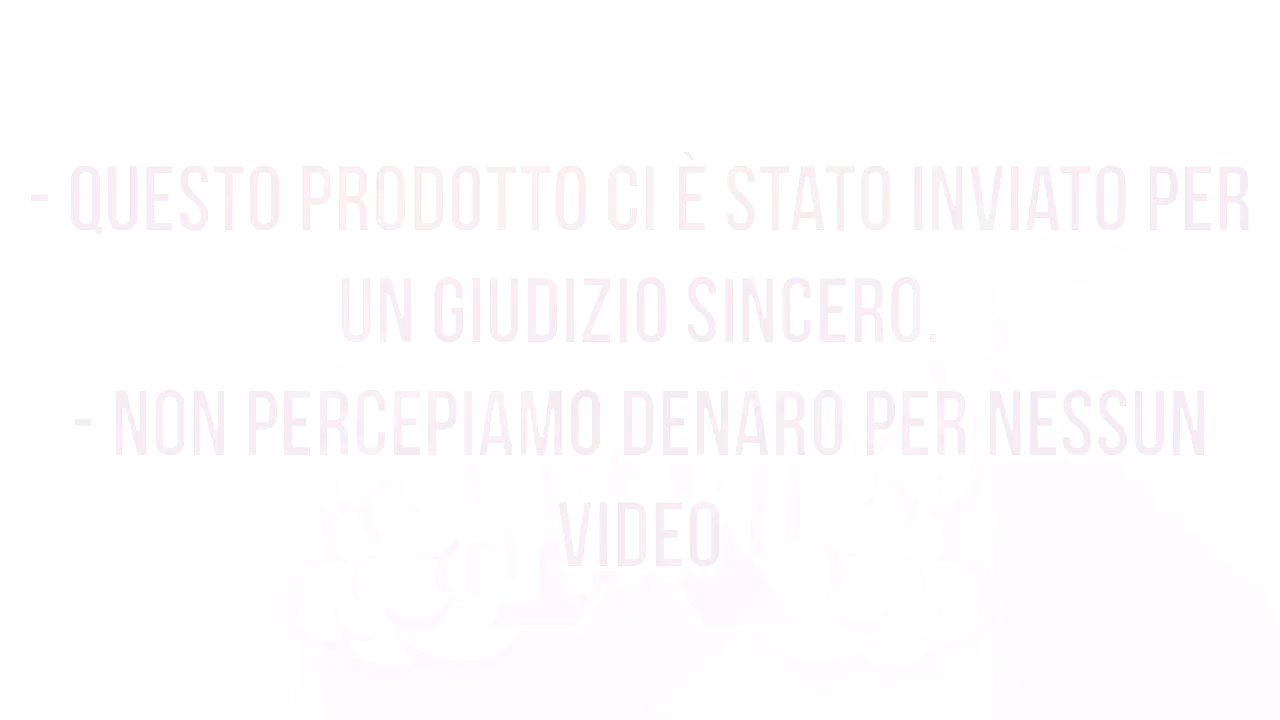 - QUESTO PRODOTTO CI È STATO INVIATO PER
UN GIUDIZIO SINCERO.
- NON PERCEPIAMO DENARO PER NESSUN
VIDEO